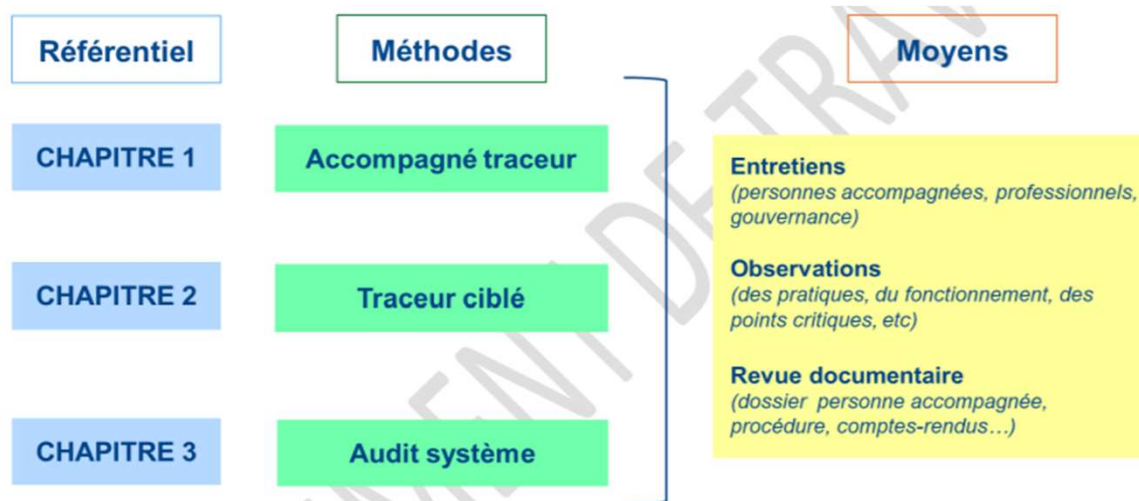 Référentiel
Méthodes
Moyens
CHAPITRE 1
Accompagné traceur
CHAPITRE 2
Traceur ciblé
CHAPITRE 3
Audit système
Entretiens
(personnes accompagnées, professionnels,
gouvernance)
Observations
(des pratiques, du fonctionnement, des
points critiques, etc)
Revue documentaire
(dossier personne accompagnée,
procédure, comptes-rendus…)